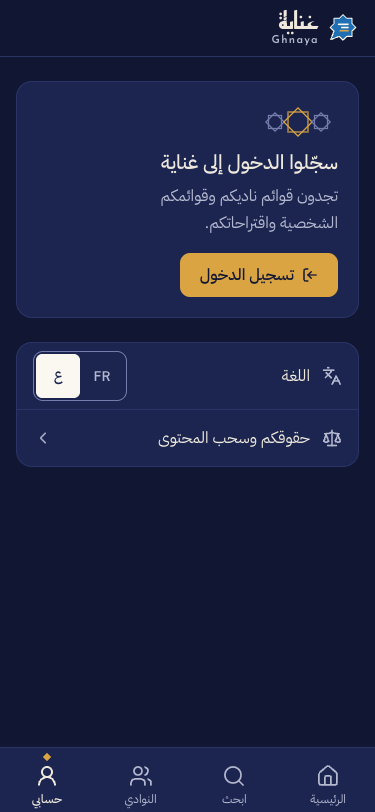 غناية
Ghnaya
سجّلوا الدخول إلى غناية
تجدون قوائم ناديكم وقوائمكم
الشخصية واقتراحاتكم.
تسجيل الدخول
اللغة
FR
ع
حقوقكم وسحب المحتوى
الرئيسية
ابحث
النوادي
حسابي